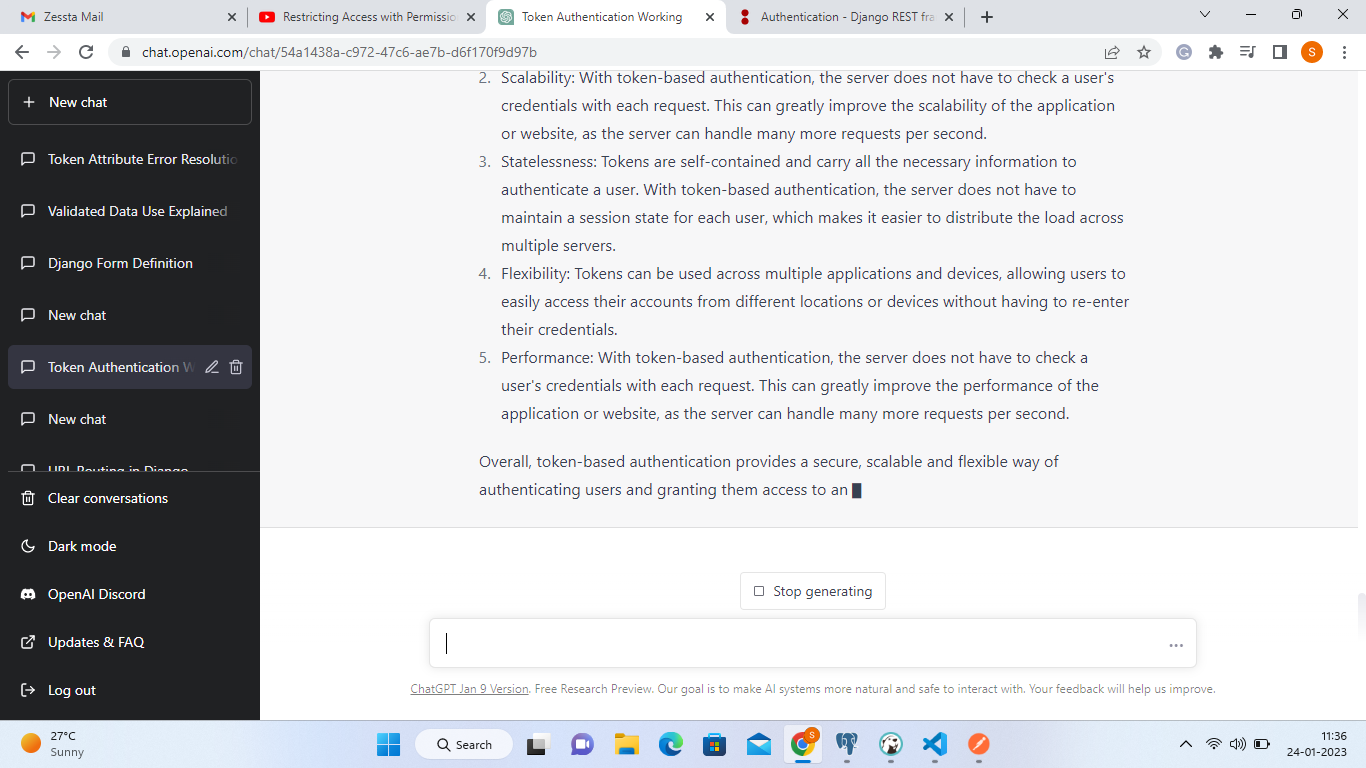 Zessta Mail
Restricting Access with Permissio
Token Authentication Working
Authentication - Django REST fra
chat.openai.com/chat/54a1438a-c972-47c6-ae7b-d6f170f9d97b
S
New chat
Token Attribute Error Resolutio
Validated Data Use Explained
Django Form Definition
New chat
Token Authentication W
New chat
URL Routing in Django
Clear conversations
Dark mode
OpenAI Discord
Updates & FAQ
Log out
2. Scalability: With token-based authentication, the server does not have to check a user's
credentials with each request. This can greatly improve the scalability of the application
or website, as the server can handle many more requests per second.
3. Statelessness: Tokens are self-contained and carry all the necessary information to
authenticate a user. With token-based authentication, the server does not have to
maintain a session state for each user, which makes it easier to distribute the load across
multiple servers.
4. Flexibility: Tokens can be used across multiple applications and devices, allowing users to
easily access their accounts from different locations or devices without having to re-enter
their credentials.
5. Performance: With token-based authentication, the server does not have to check a
user's credentials with each request. This can greatly improve the performance of the
application or website, as the server can handle many more requests per second.
Overall, token-based authentication provides a secure, scalable and flexible way of
authenticating users and granting them access to an
Stop generating
ChatGPT Jan 9 Version. Free Research Preview. Our goal is to make AI systems more natural and safe to interact with. Your feedback will help us improve.
27°C
Sunny
Search
S
11:36
24-01-2023